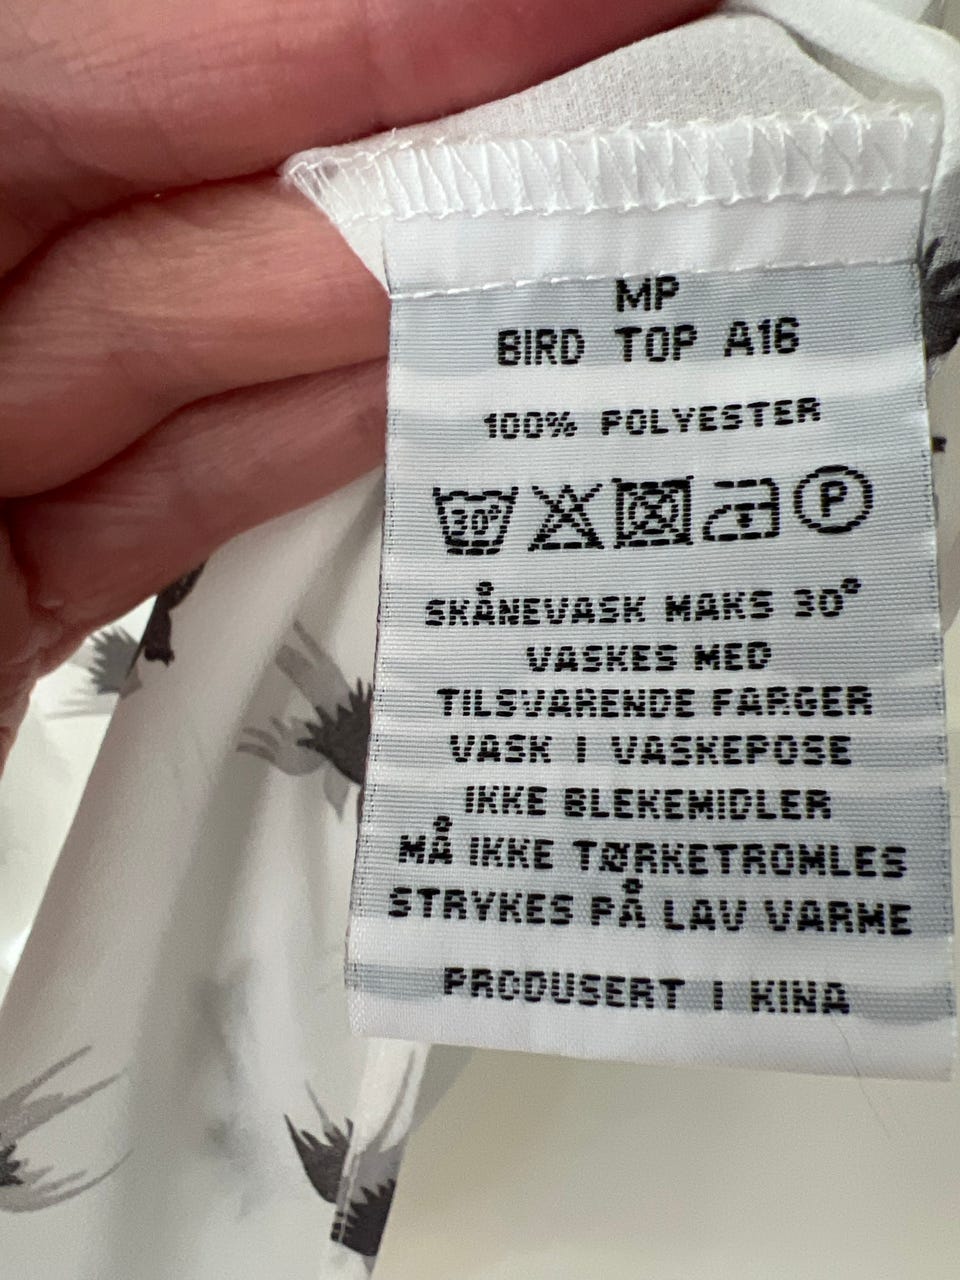 MP
BIRD TOP A16
100% POLYESTER
30° P
SKÅNEVASK MAKS 30°
VASKES MED
TILSVARENDE FARGER
VASK I VASKEPOSE
IKKE BLEKEMIDLER
MÅ IKKE TØRKETROMLES
STRYKES PÅ LAV VARME
PRODUSERT I KINA